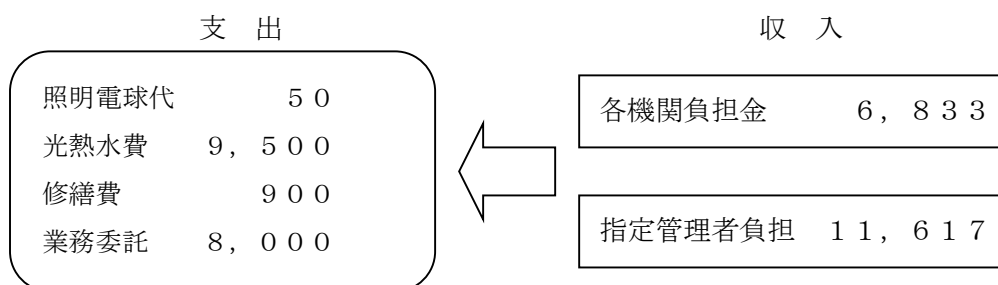 支　出
照明電球代　５０
光熱水費　９，５００
修繕費　９００
業務委託　８，０００
収　入
各機関負担金　６，８３３
指定管理者負担　１１，６１７